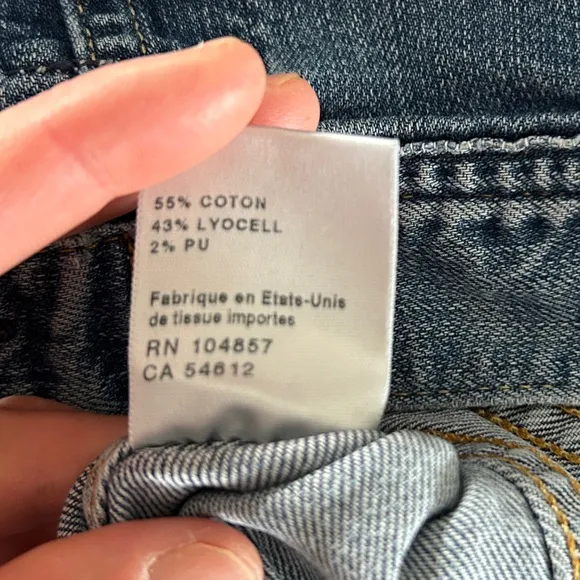 55% COTON
43% LYOCELL
2% PU
Fabrique en Etats-Unis
de tissue importes
RN 104857
CA 54612